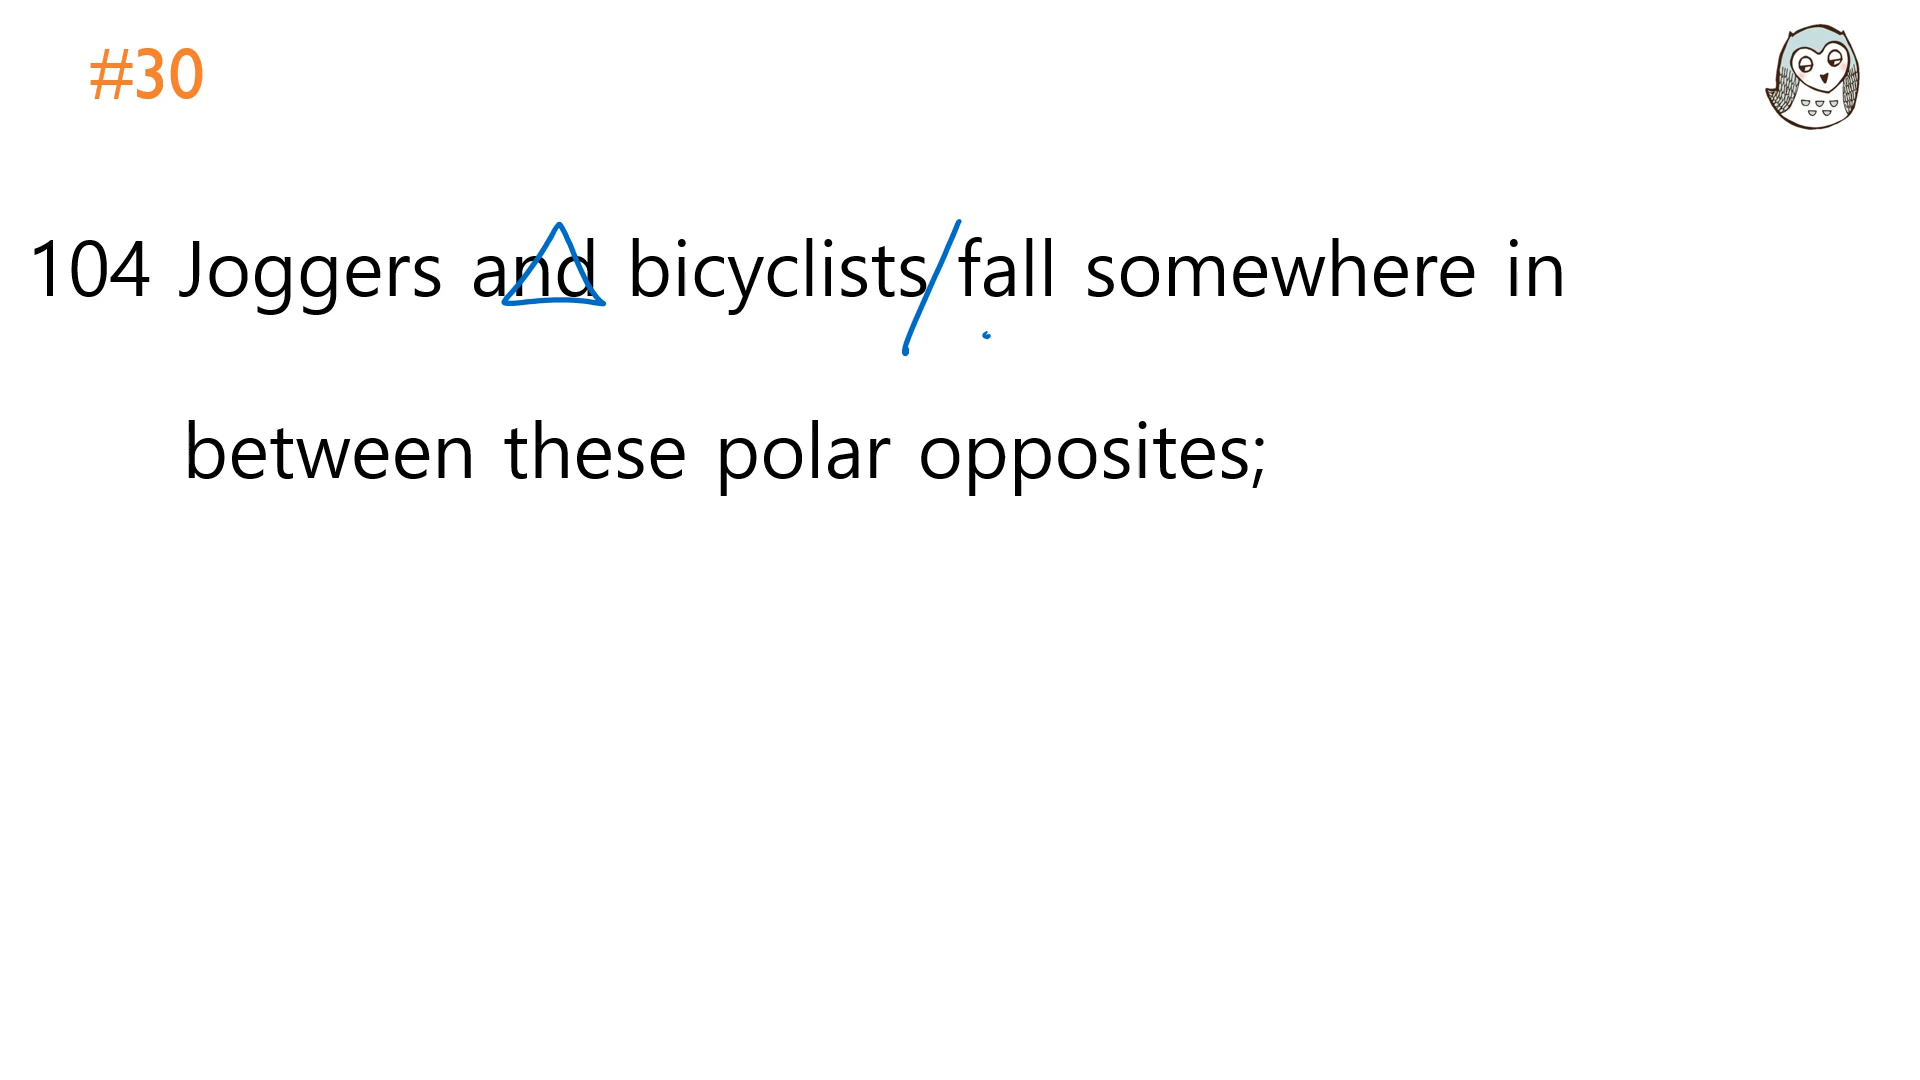 #30
104 Joggers and bicyclists fall somewhere in
between these polar opposites;